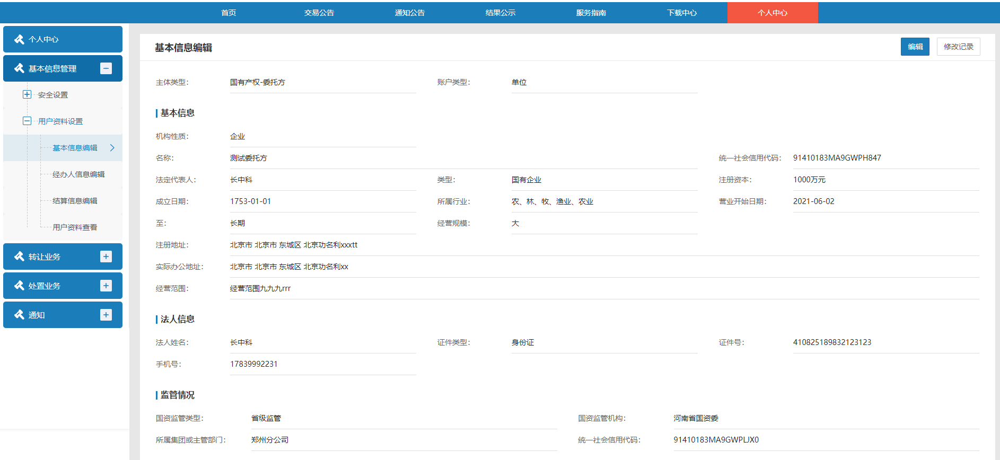 首页 交易公告 通知公告 结果公示 服务指南 下载中心 个人中心
个人中心
基本信息管理
安全设置
用户资料设置
基本信息编辑
经办人信息编辑
结算信息编辑
用户资料查看
转让业务
处置业务
通知
基本信息编辑 编辑 修改记录
主体类型: 国有产权-委托方 账户类型: 单位
基本信息
机构性质: 企业
名称: 测试委托方 统一社会信用代码: 91410183MA9GWPH847
法定代表人: 长中科 类型: 国有企业 注册资本: 1000万元
成立日期: 1753-01-01 所属行业: 农、林、牧、渔业、农业 营业开始日期: 2021-06-02
至: 长期 经营规模: 大
注册地址: 北京市 北京市 东城区 北京功名利xxxtt
实际办公地址: 北京市 北京市 东城区 北京功名利xx
经营范围: 经营范围九九九rrr
法人信息
法人姓名: 长中科 证件类型: 身份证 证件号: 410825189832123123
手机号: 17839992231
监管情况
国资监管类型: 省级监管 国资监管机构: 河南省国资委
所属集团或主管部门: 郑州分公司 统一社会信用代码: 91410183MA9GWPLJX0